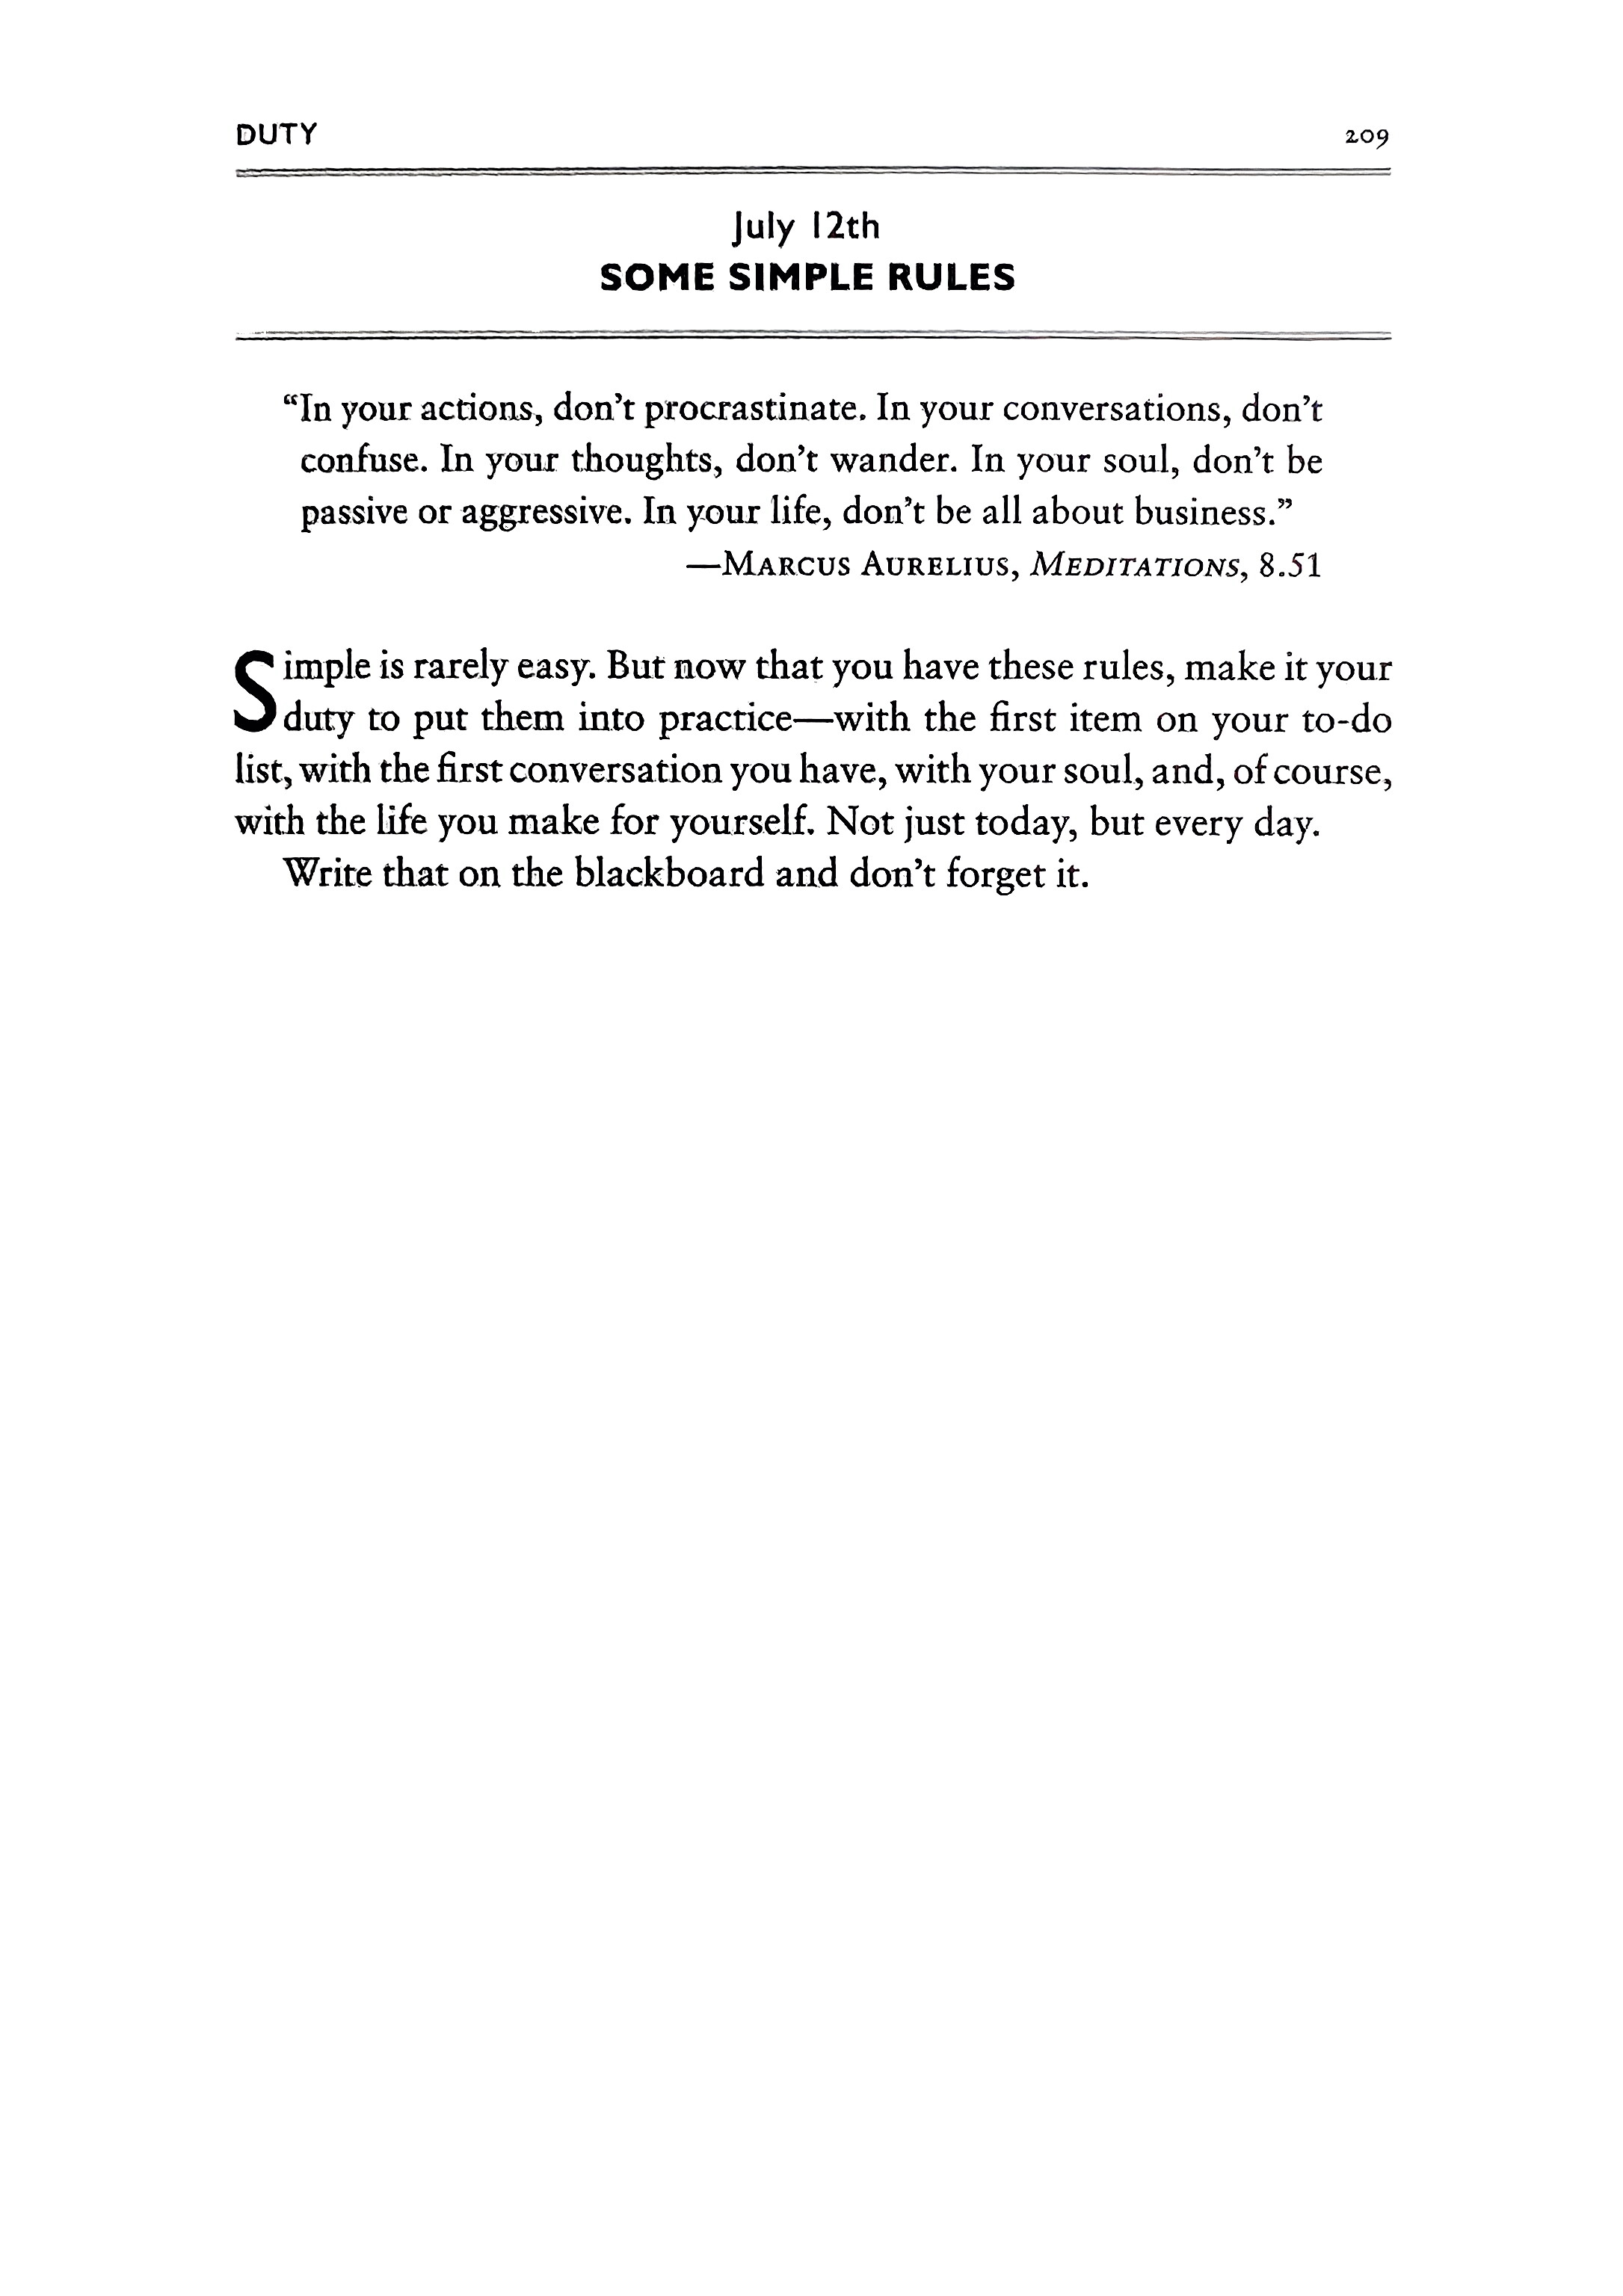 DUTY 209
July 12th
SOME SIMPLE RULES
“In your actions, don’t procrastinate. In your conversations, don’t
confuse. In your thoughts, don’t wander. In your soul, don’t be
passive or aggressive. In your life, don’t be all about business.”
—MARCUS AURELIUS, MEDITATIONS, 8.51
Simple is rarely easy. But now that you have these rules, make it your
duty to put them into practice—with the first item on your to-do
list, with the first conversation you have, with your soul, and, of course,
with the life you make for yourself. Not just today, but every day.
Write that on the blackboard and don’t forget it.